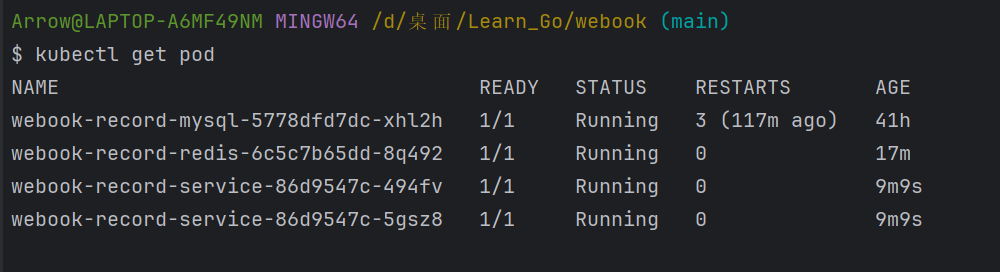 Arrow@LAPTOP-A6MF49NM MINGW64 /d/桌面/Learn_Go/webook (main)
$ kubectl get pod
NAME READY STATUS RESTARTS AGE
webook-record-mysql-5778dfd7dc-xhl2h 1/1 Running 3 (117m ago) 41h
webook-record-redis-6c5c7b65dd-8q492 1/1 Running 0 17m
webook-record-service-86d9547c-494fv 1/1 Running 0 9m9s
webook-record-service-86d9547c-5gsz8 1/1 Running 0 9m9s